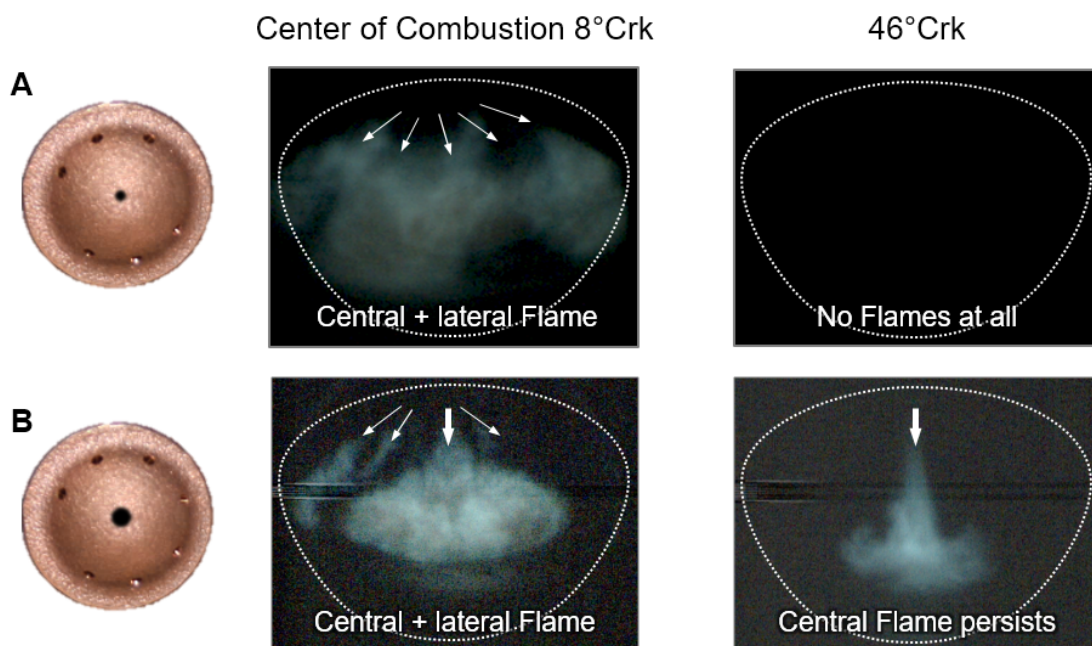 Center of Combustion 8°Crk
46°Crk
A
Central + lateral Flame
No Flames at all
B
Central + lateral Flame
Central Flame persists